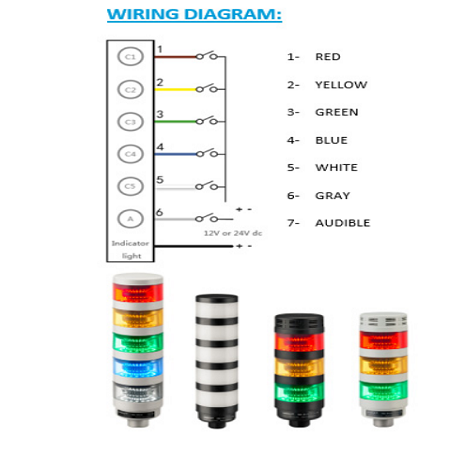 WIRING DIAGRAM:
C1 1
C2 2
C3 3
C4 4
C5 5
A 6
+ -
12V or 24V dc
Indicator
light
+ -
1- RED
2- YELLOW
3- GREEN
4- BLUE
5- WHITE
6- GRAY
7- AUDIBLE